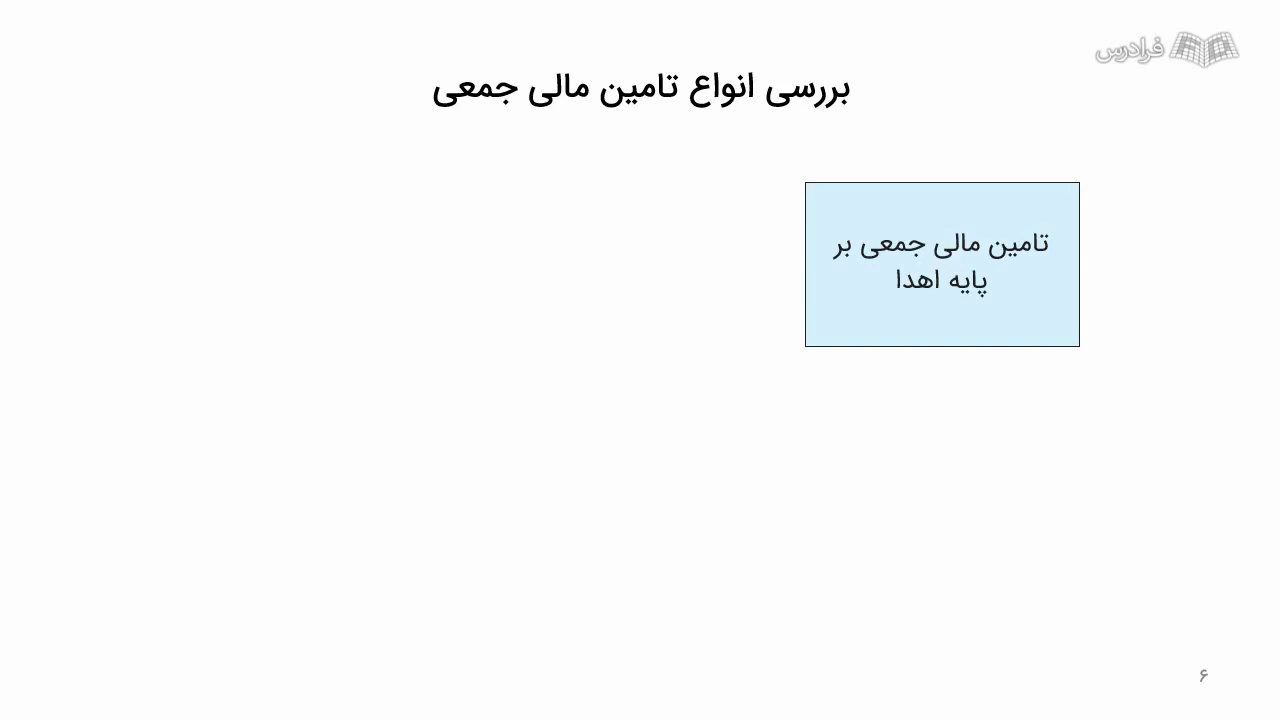 فرادرس
بررسی انواع تامین مالی جمعی
تامین مالی جمعی بر
پایه اهدا
۶